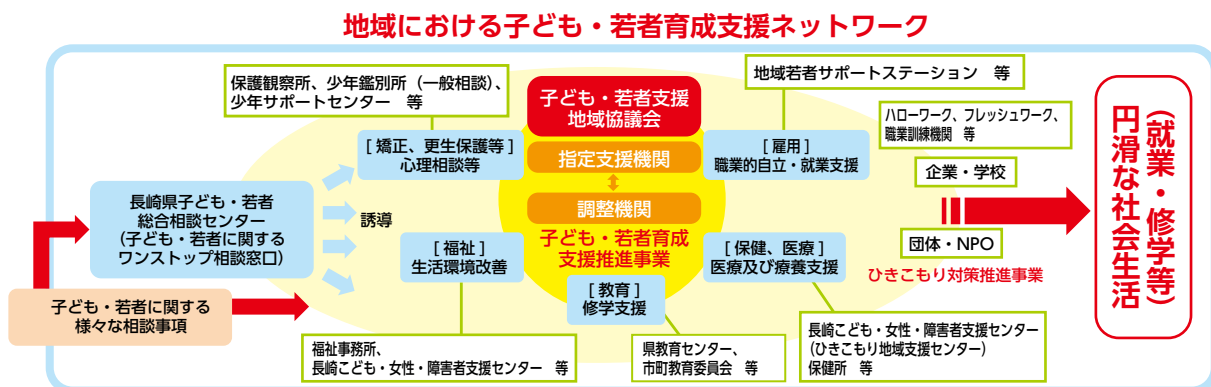 地域における子ども・若者育成支援ネットワーク
保護観察所、少年鑑別所（一般相談）、
少年サポートセンター　等
子ども・若者支援
地域協議会
地域若者サポートステーション　等
ハローワーク、フレッシュワーク、
職業訓練機関　等
[ 矯正、更生保護等 ]
心理相談等
指定支援機関
[ 雇用 ]
職業的自立・就業支援
企業・学校
長崎県子ども・若者
総合相談センター
(子ども・若者に関する
ワンストップ相談窓口)
誘導
調整機関
子ども・若者育成
支援推進事業
[ 福祉 ]
生活環境改善
[ 保健、医療 ]
医療及び療養支援
団体・NPO
ひきこもり対策推進事業
[ 教育 ]
修学支援
子ども・若者に関する
様々な相談事項
福祉事務所、
長崎こども・女性・障害者支援センター　等
県教育センター、
市町教育委員会　等
長崎こども・女性・障害者支援センター
(ひきこもり地域支援センター)
保健所　等
(就業・修学等)
円滑な社会生活